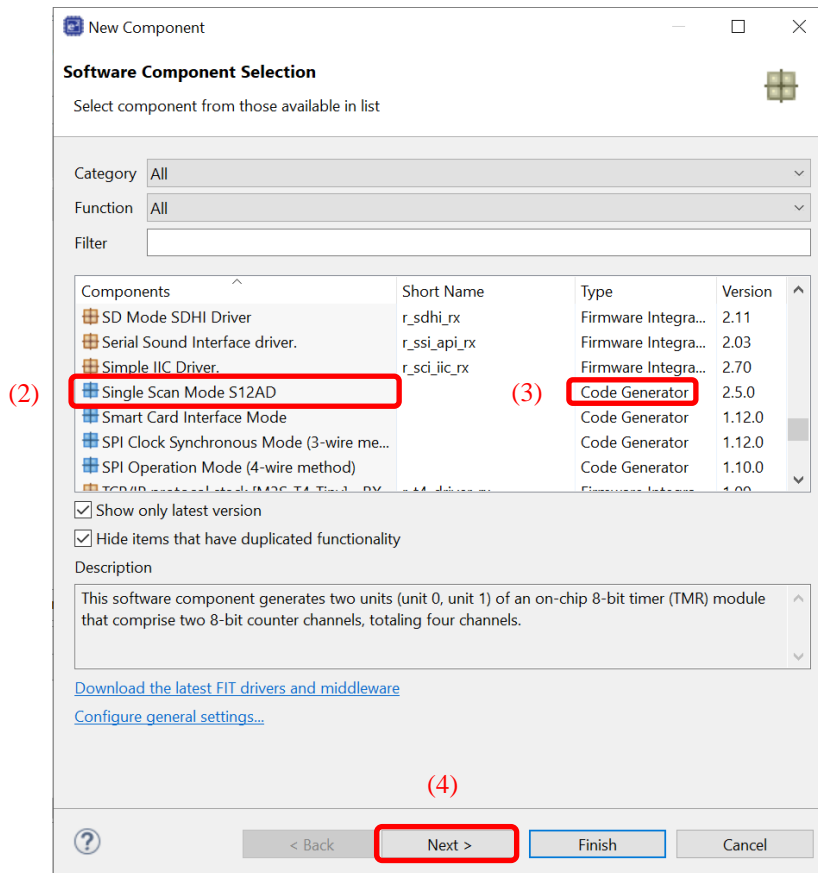 New Component
Software Component Selection
Select component from those available in list
Category All
Function All
Filter
Components Short Name Type Version
SD Mode SDHI Driver r_sdhi_rx Firmware Integra... 2.11
Serial Sound Interface driver. r_ssi_api_rx Firmware Integra... 2.03
Simple IIC Driver. r_sci_iic_rx Firmware Integra... 2.70
(2) Single Scan Mode S12AD (3) Code Generator 2.5.0
Smart Card Interface Mode Code Generator 1.12.0
SPI Clock Synchronous Mode (3-wire me... Code Generator 1.12.0
SPI Operation Mode (4-wire method) Code Generator 1.10.0
Show only latest version
Hide items that have duplicated functionality
Description
This software component generates two units (unit 0, unit 1) of an on-chip 8-bit timer (TMR) module
that comprise two 8-bit counter channels, totaling four channels.
Download the latest FIT drivers and middleware
Configure general settings...
(4)
? < Back Next > Finish Cancel